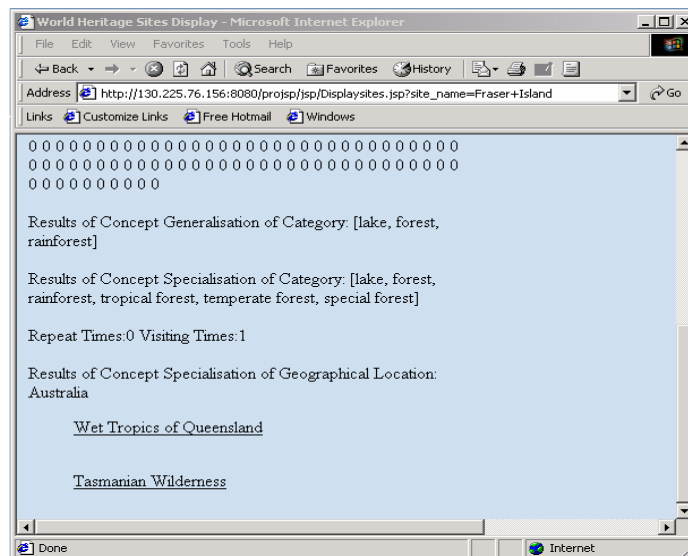 World Heritage Sites Display - Microsoft Internet Explorer
File Edit View Favorites Tools Help
Back Search Favorites History
Address http://130.225.76.156:8080/projsp/jsp/Displaysites.jsp?site_name=Fraser+Island Go
Links Customize Links Free Hotmail Windows
0 0 0 0 0 0 0 0 0 0 0 0 0 0 0 0 0 0 0 0 0 0 0 0 0 0 0 0 0 0 0 0
0 0 0 0 0 0 0 0 0 0 0 0 0 0 0 0 0 0 0 0 0 0 0 0 0 0 0 0 0 0 0 0
0 0 0 0 0 0 0 0 0 0
Results of Concept Generalisation of Category: [lake, forest,
rainforest]
Results of Concept Specialisation of Category: [lake, forest,
rainforest, tropical forest, temperate forest, special forest]
Repeat Times:0 Visiting Times:1
Results of Concept Specialisation of Geographical Location:
Australia
Wet Tropics of Queensland
Tasmanian Wilderness
Done Internet